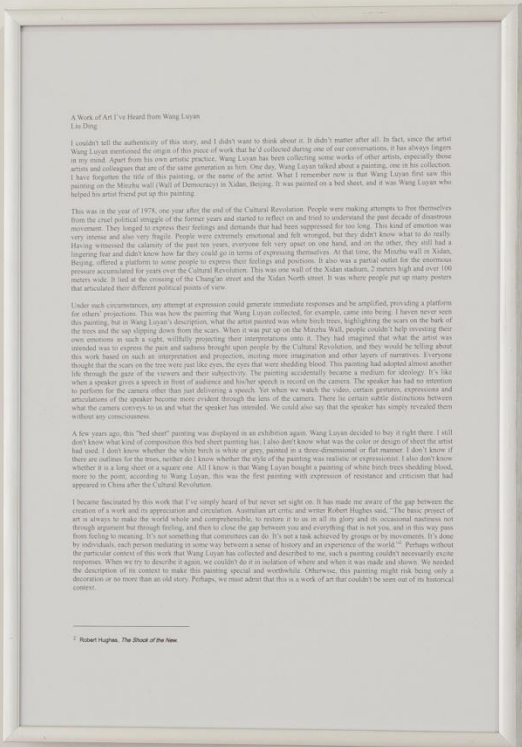 A Work of Art I've Heard from Wang Luyan
Liu Ding
I couldn't tell the authenticity of this story, and I didn't want to think about it. It didn't matter after all. In fact, since the artist
Wang Luyan mentioned the origin of this piece of work that he'd collected during one of our conversations, it has always lingers
in my mind. Apart from his own artistic practice, Wang Luyan has been collecting some works of other artists, especially those
artists and colleagues that are of the same generation as him. One day, Wang Luyan talked about a painting, one in his collection.
I have forgotten the title of this painting, or the name of the artist. What I remember now is that Wang Luyan first saw this
painting on the Minzhu wall (Wall of Democracy) in Xidan, Beijing. It was painted on a bed sheet, and it was Wang Luyan who
helped his artist friend put up this painting.
This was in the year of 1978, one year after the end of the Cultural Revolution. People were making attempts to free themselves
from the cruel political struggle of the former years and started to reflect on and tried to understand the past decade of disastrous
movement. They longed to express their feelings and demands that had been suppressed for too long. This kind of emotion was
very intense and also very fragile. People were extremely emotional and felt wronged, but they didn't know what to do really.
Having witnessed the calamity of the past ten years, everyone felt very upset on one hand, and on the other, they still had a
lingering fear and didn't know how far they could go in terms of expressing themselves. At that time, the Minzhu wall in Xidan,
Beijing, offered a platform to some people to express their feelings and positions. It also was a partial outlet for the enormous
pressure accumulated for years over the Cultural Revolution. This was one wall of the Xidan stadium, 2 meters high and over 100
meters wide. It lied at the crossing of the Chang'an street and the Xidan North street. It was where people put up many posters
that articulated their different political points of view.
Under such circumstances, any attempt at expression could generate immediate responses and be amplified, providing a platform
for others' projections. This was how the painting that Wang Luyan collected, for example, came into being. I haven never seen
this painting, but in Wang Luyan's description, what the artist painted was white birch trees, highlighting the scars on the bark of
the trees and the sap slipping down from the scars. When it was put up on the Minzhu Wall, people couldn't help investing their
own emotions in such a sight, willfully projecting their interpretations onto it. They had imagined that what the artist was
intended was to express the pain and sadness brought upon people by the Cultural Revolution, and they would be telling about
this work based on such an interpretation and projection, inciting more imagination and other layers of narratives. Everyone
thought that the scars on the tree were just like eyes, the eyes that were shedding blood. This painting had adopted almost another
life through the gaze of the viewers and their subjectivity. The painting accidentally became a medium for ideology. It's like
when a speaker gives a speech in front of audience and his/her speech is record on the camera. The speaker has had no intention
to perform for the camera other than just delivering a speech. Yet when we watch the video, certain gestures, expressions and
articulations of the speaker become more evident through the lens of the camera. There lie certain subtle distinctions between
what the camera conveys to us and what the speaker has intended. We could also say that the speaker has simply revealed them
without any consciousness.
A few years ago, this "bed sheet" painting was displayed in an exhibition again. Wang Luyan decided to buy it right there. I still
don't know what kind of composition this bed sheet painting has; I also don't know what was the color or design of sheet the artist
had used. I don't know whether the birch is white or grey, painted in a three-dimensional or flat manner. I don't know if
there are outlines for the trees, neither do I know whether the style of the painting was realistic or expressionist. I also don't know
whether it is a long sheet or a square one. All I know is that Wang Luyan bought a painting of white birch trees shedding blood,
more to the point, according to Wang Luyan, this was the first painting with expression of resistance and criticism that had
appeared in China after the Cultural Revolution.
I became fascinated by this work that I've simply heard of but never set sight on. It has made me aware of the gap between the
creation of a work and its appreciation and circulation. Australian art critic and writer Robert Hughes said, "The basic project of
art is always to make the world whole and comprehensible, to restore it to us in all its glory and its occasional nastiness not
through argument but through feeling, and then to close the gap between you and everything that is not you, and in this way pass
from feeling to meaning. It's not something that committees can do. It's not a task achieved by groups or by movements. It's done
by individuals, each person mediating in some way between a sense of history and an experience of the world." Perhaps without
the particular context of this work that Wang Luyan has collected and described to me, such a painting couldn't necessarily excite
responses. When we try to describe it again, we couldn't do it in isolation of where and when it was made and shown. We needed
the description of its context to make this painting special and worthwhile. Otherwise, this painting might risk being only a
decoration or no more than an old story. Perhaps, we must admit that this is a work of art that couldn't be seen out of its historical
context.
Robert Hughes, The Shock of the New.